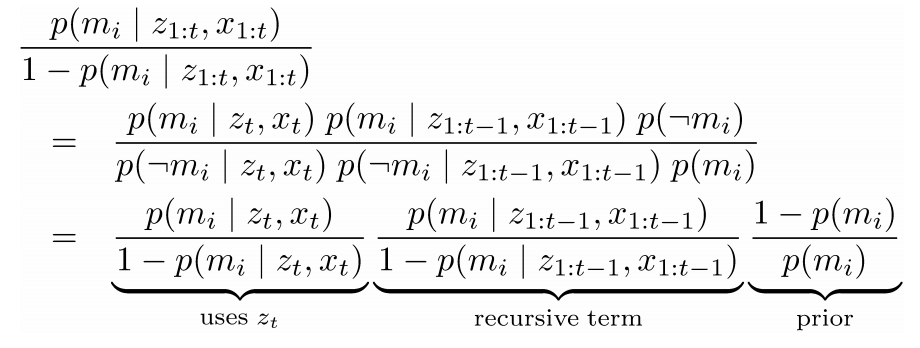 p(m_i | z_{1:t}, x_{1:t})
1 − p(m_i | z_{1:t}, x_{1:t})
= p(m_i | z_t, x_t) p(m_i | z_{1:t−1}, x_{1:t−1}) p(¬m_i)
p(¬m_i | z_t, x_t) p(¬m_i | z_{1:t−1}, x_{1:t−1}) p(m_i)
= p(m_i | z_t, x_t) p(m_i | z_{1:t−1}, x_{1:t−1}) 1 − p(m_i)
1 − p(m_i | z_t, x_t) 1 − p(m_i | z_{1:t−1}, x_{1:t−1}) p(m_i)
uses z_t recursive term prior